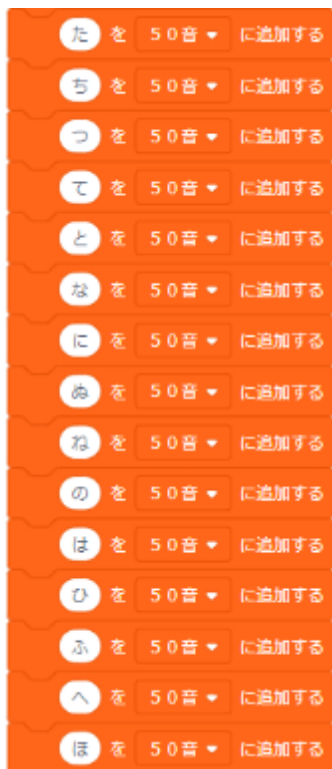 た を 50音 に追加する
ち を 50音 に追加する
つ を 50音 に追加する
て を 50音 に追加する
と を 50音 に追加する
な を 50音 に追加する
に を 50音 に追加する
ぬ を 50音 に追加する
ね を 50音 に追加する
の を 50音 に追加する
は を 50音 に追加する
ひ を 50音 に追加する
ふ を 50音 に追加する
へ を 50音 に追加する
ほ を 50音 に追加する